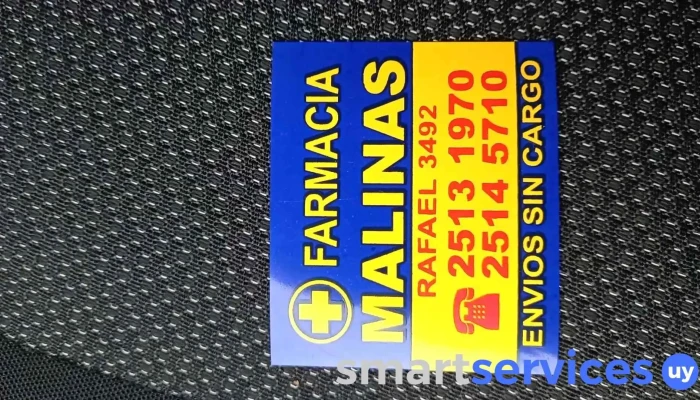 FARMACIA
MALINAS
RAFAEL 3492
2513 1970
2514 5710
ENVIOS SIN CARGO
smartservices uy